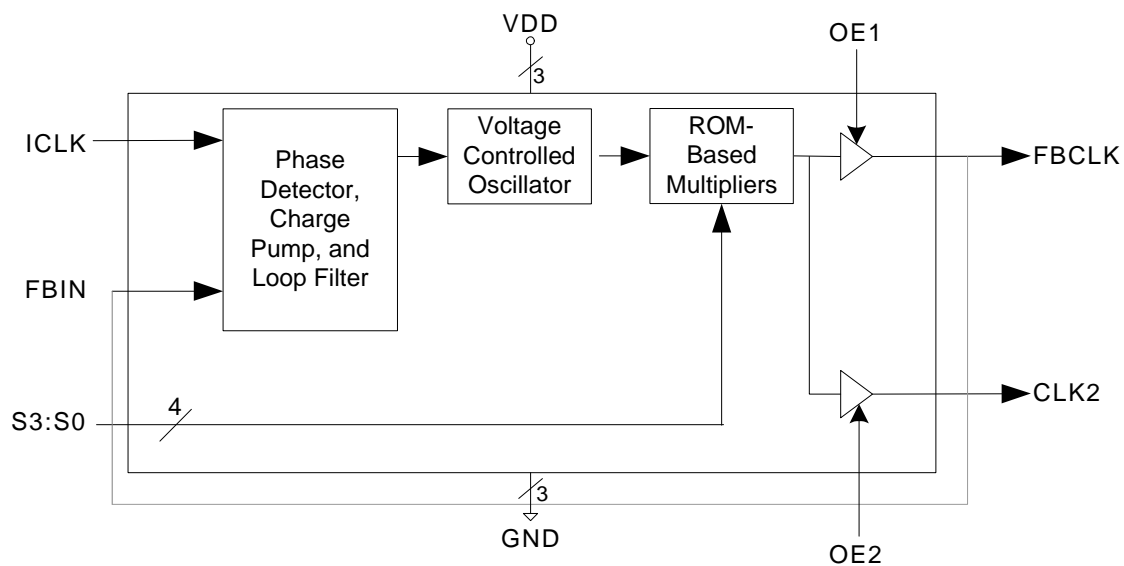 VDD
3
OE1
ICLK
Phase
Detector,
Charge
Pump, and
Loop Filter
Voltage
Controlled
Oscillator
ROM-
Based
Multipliers
FBCLK
FBIN
S3:S0
4
CLK2
3
GND
OE2